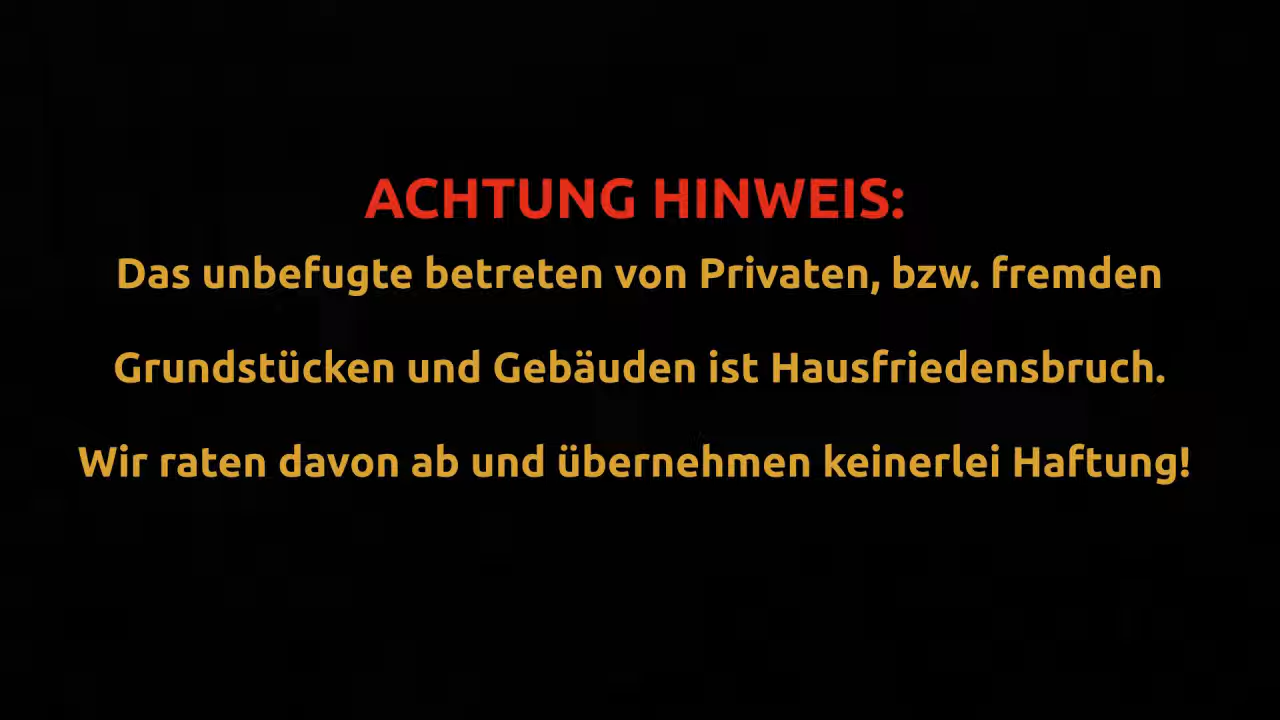 ACHTUNG HINWEIS:
Das unbefugte betreten von Privaten, bzw. fremden
Grundstücken und Gebäuden ist Hausfriedensbruch.
Wir raten davon ab und übernehmen keinerlei Haftung!